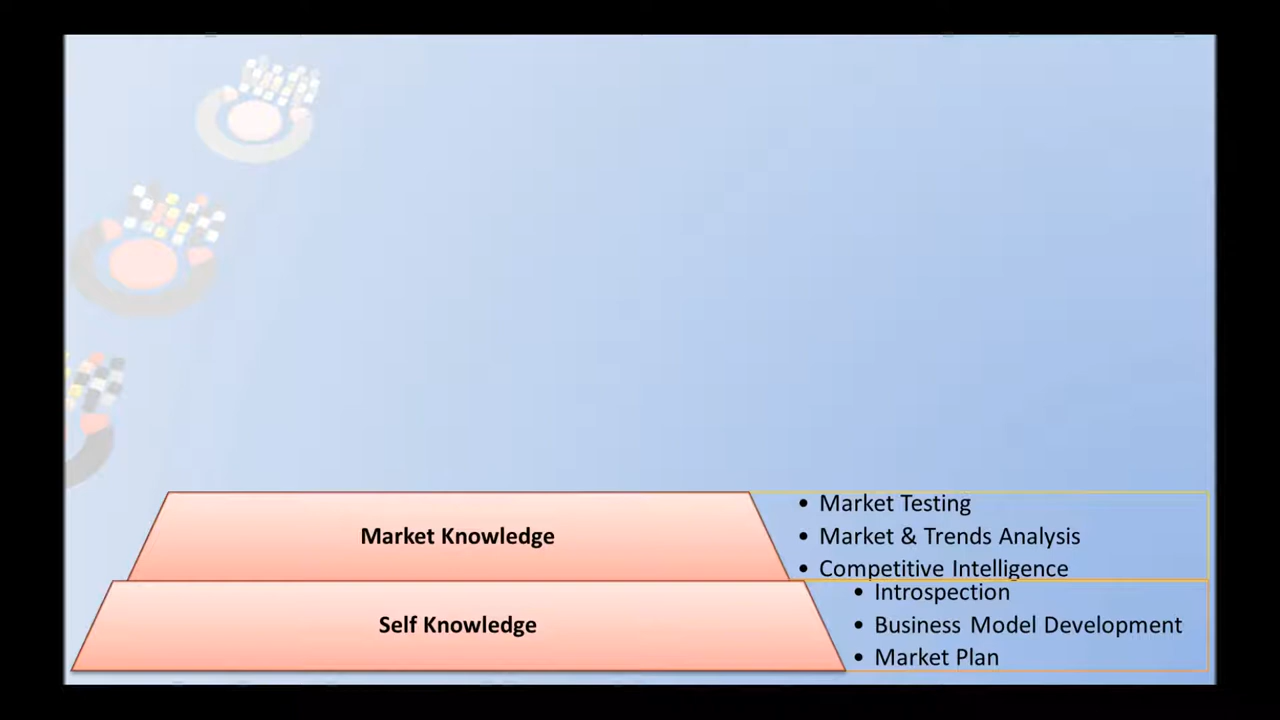 Market Knowledge
• Market Testing
• Market & Trends Analysis
• Competitive Intelligence
Self Knowledge
• Introspection
• Business Model Development
• Market Plan